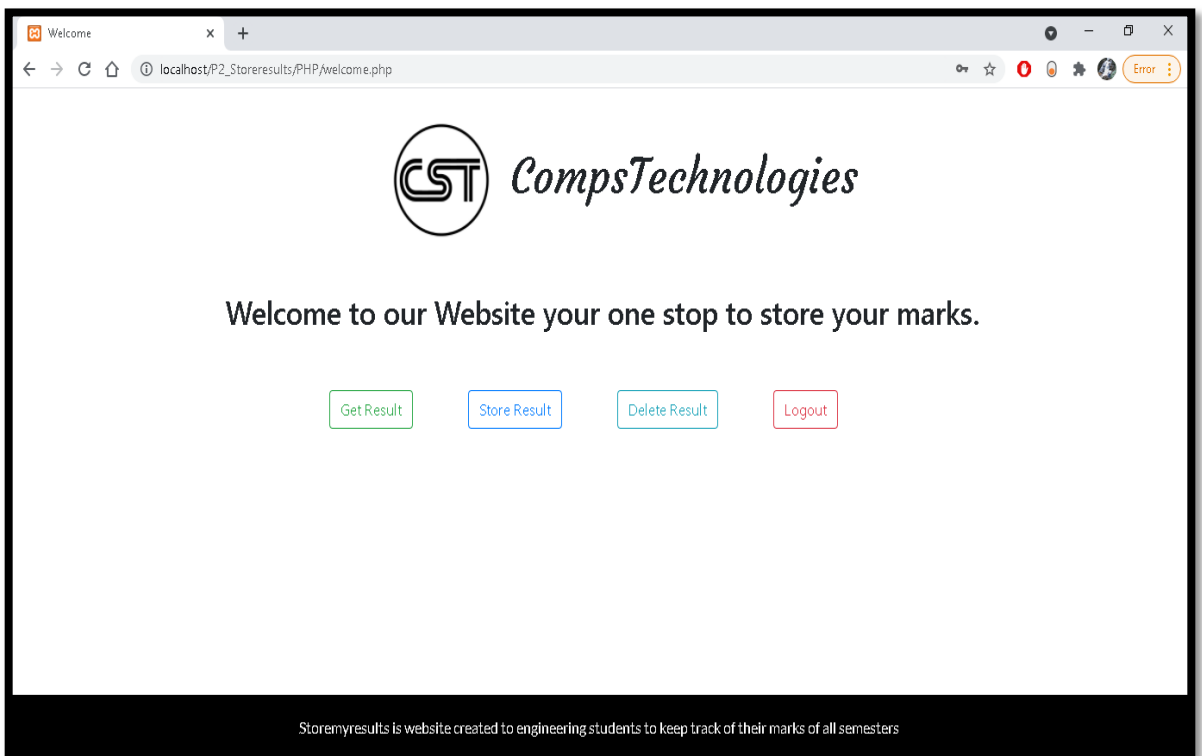 Welcome
localhost/P2_Storeresults/PHP/welcome.php
Error
CST
CompsTechnologies
Welcome to our Website your one stop to store your marks.
Get Result
Store Result
Delete Result
Logout
Storemyresults is website created to engineering students to keep track of their marks of all semesters